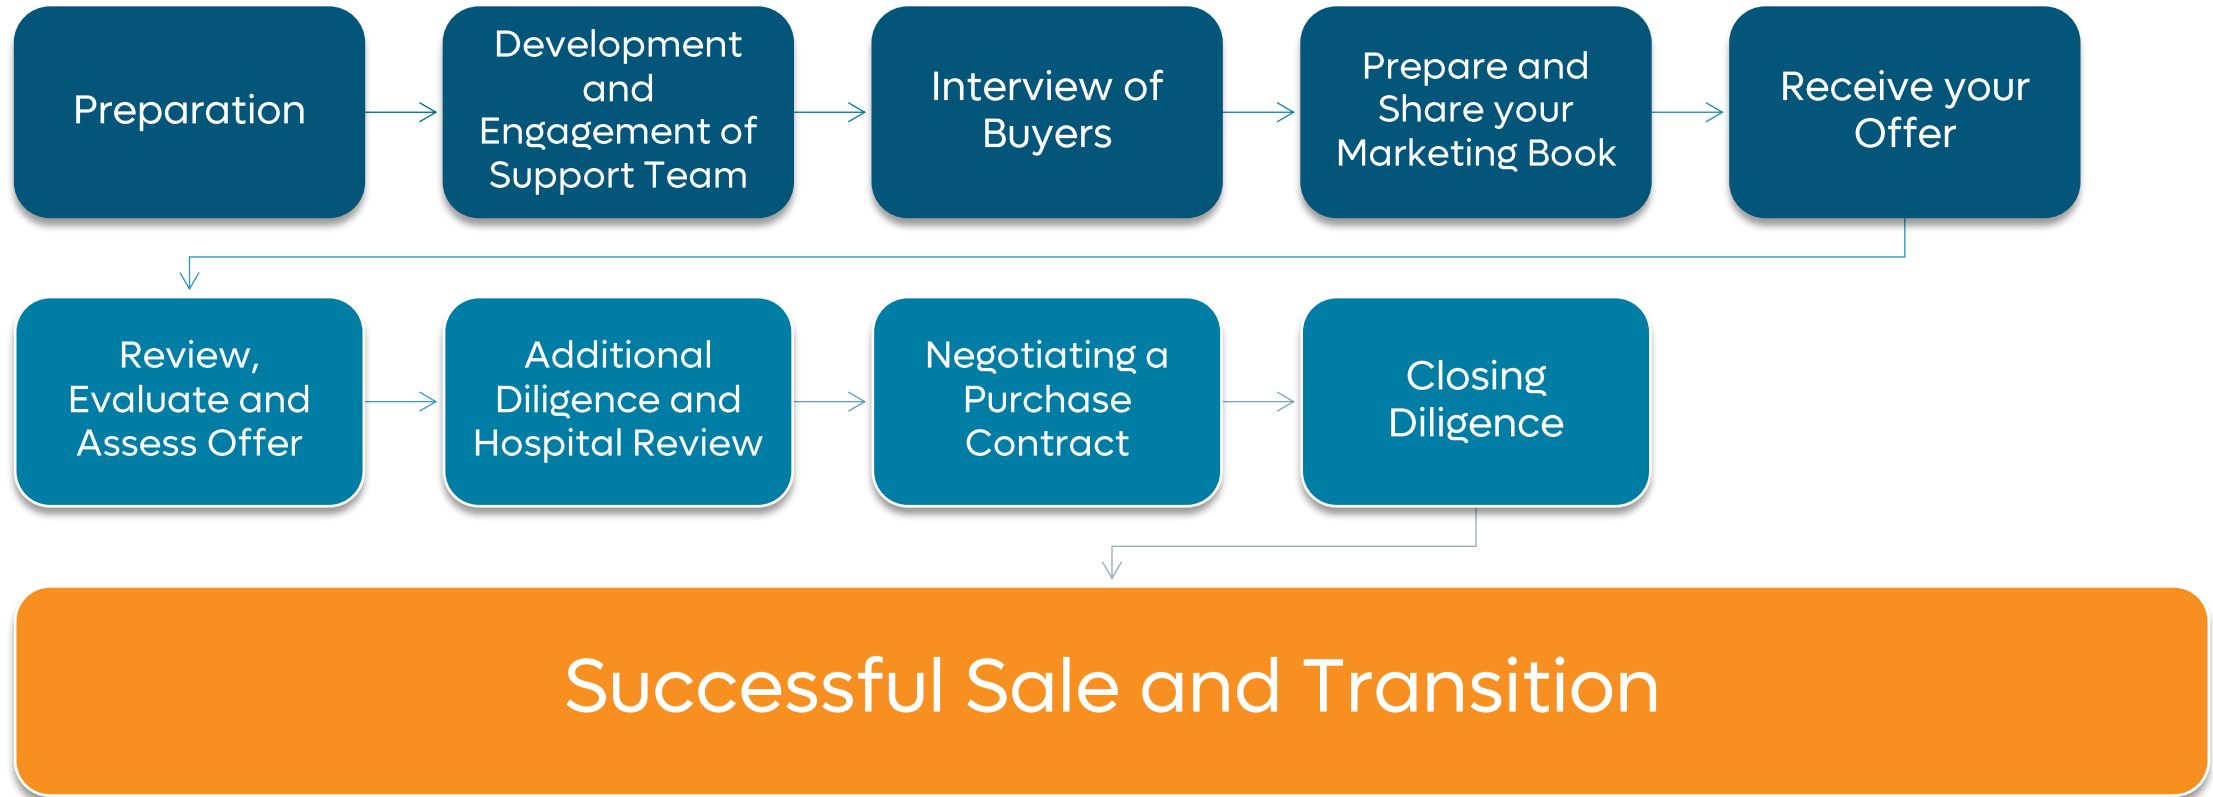 Preparation
Development
and
Engagement of
Support Team
Interview of
Buyers
Prepare and
Share your
Marketing Book
Receive your
Offer
Review,
Evaluate and
Assess Offer
Additional
Diligence and
Hospital Review
Negotiating a
Purchase
Contract
Closing
Diligence
Successful Sale and Transition